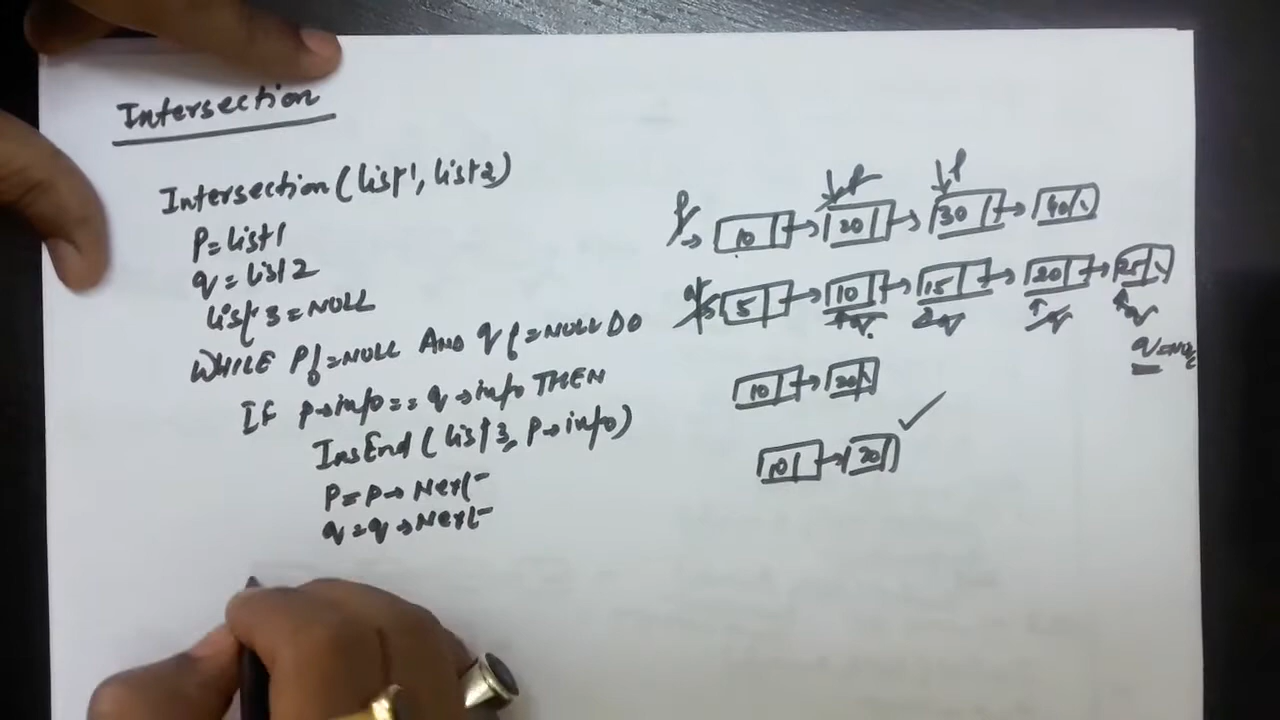 Intersection
Intersection (List1, List2)
P = List1
q = List2
List3 = NULL
WHILE P != NULL AND q != NULL DO
IF p→info == q→info THEN
InsEnd (List3, p→info)
P = P→Next
q = q→Next
P
P
P
10 20 30 40
q
5 10 15 20 25
q q q q
q = NULL
10 20
10 20